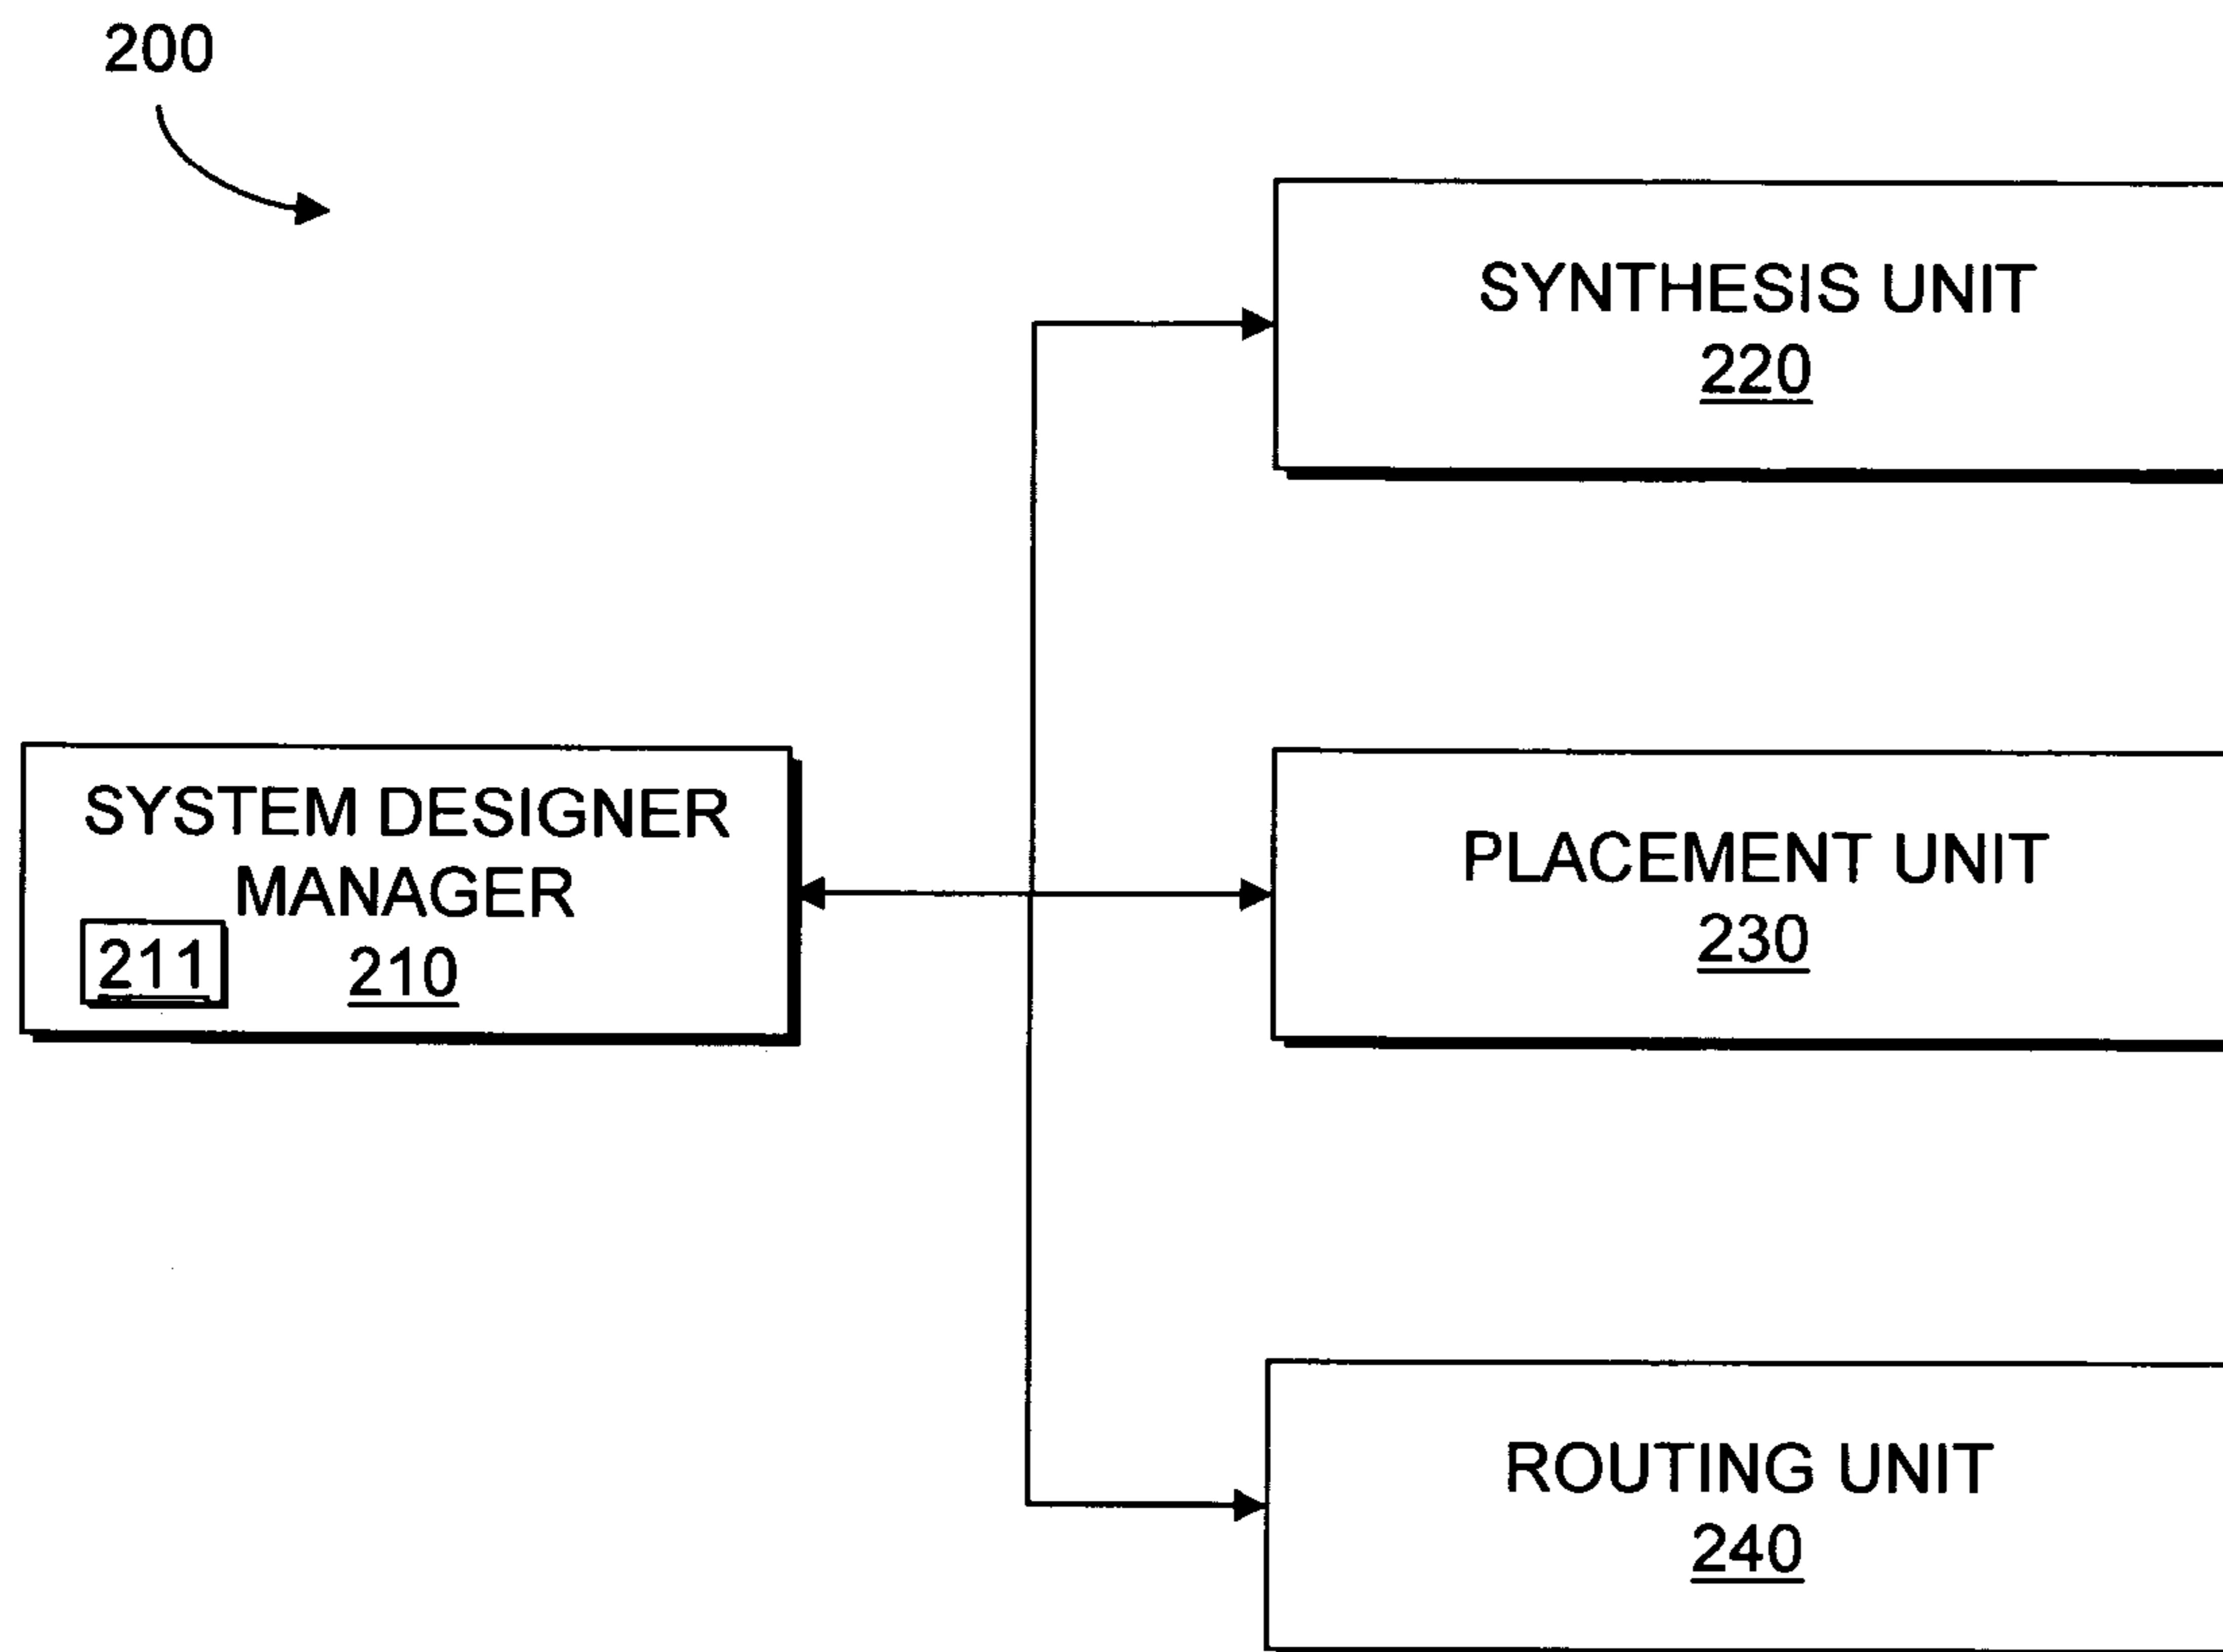 200
SYNTHESIS UNIT
220
SYSTEM DESIGNER
MANAGER
211 210
PLACEMENT UNIT
230
ROUTING UNIT
240